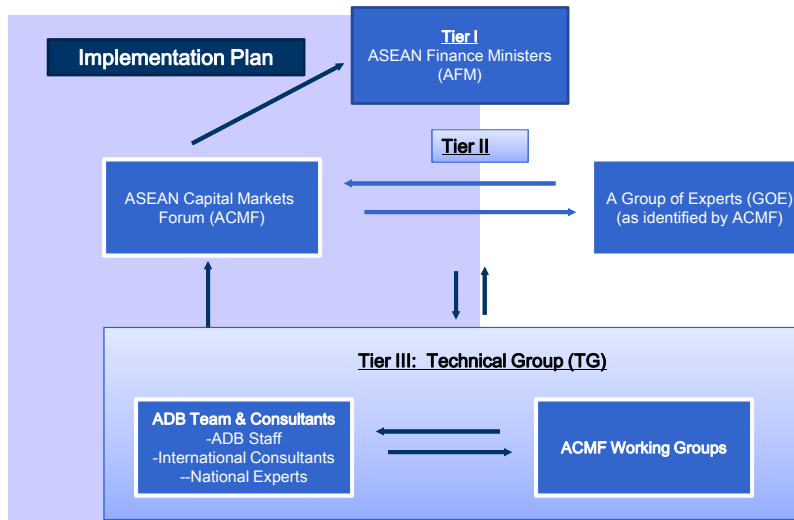 Implementation Plan
Tier I
ASEAN Finance Ministers
(AFM)
Tier II
ASEAN Capital Markets
Forum (ACMF)
A Group of Experts (GOE)
(as identified by ACMF)
Tier III:  Technical Group (TG)
ADB Team & Consultants
-ADB Staff
-International Consultants
--National Experts
ACMF Working Groups